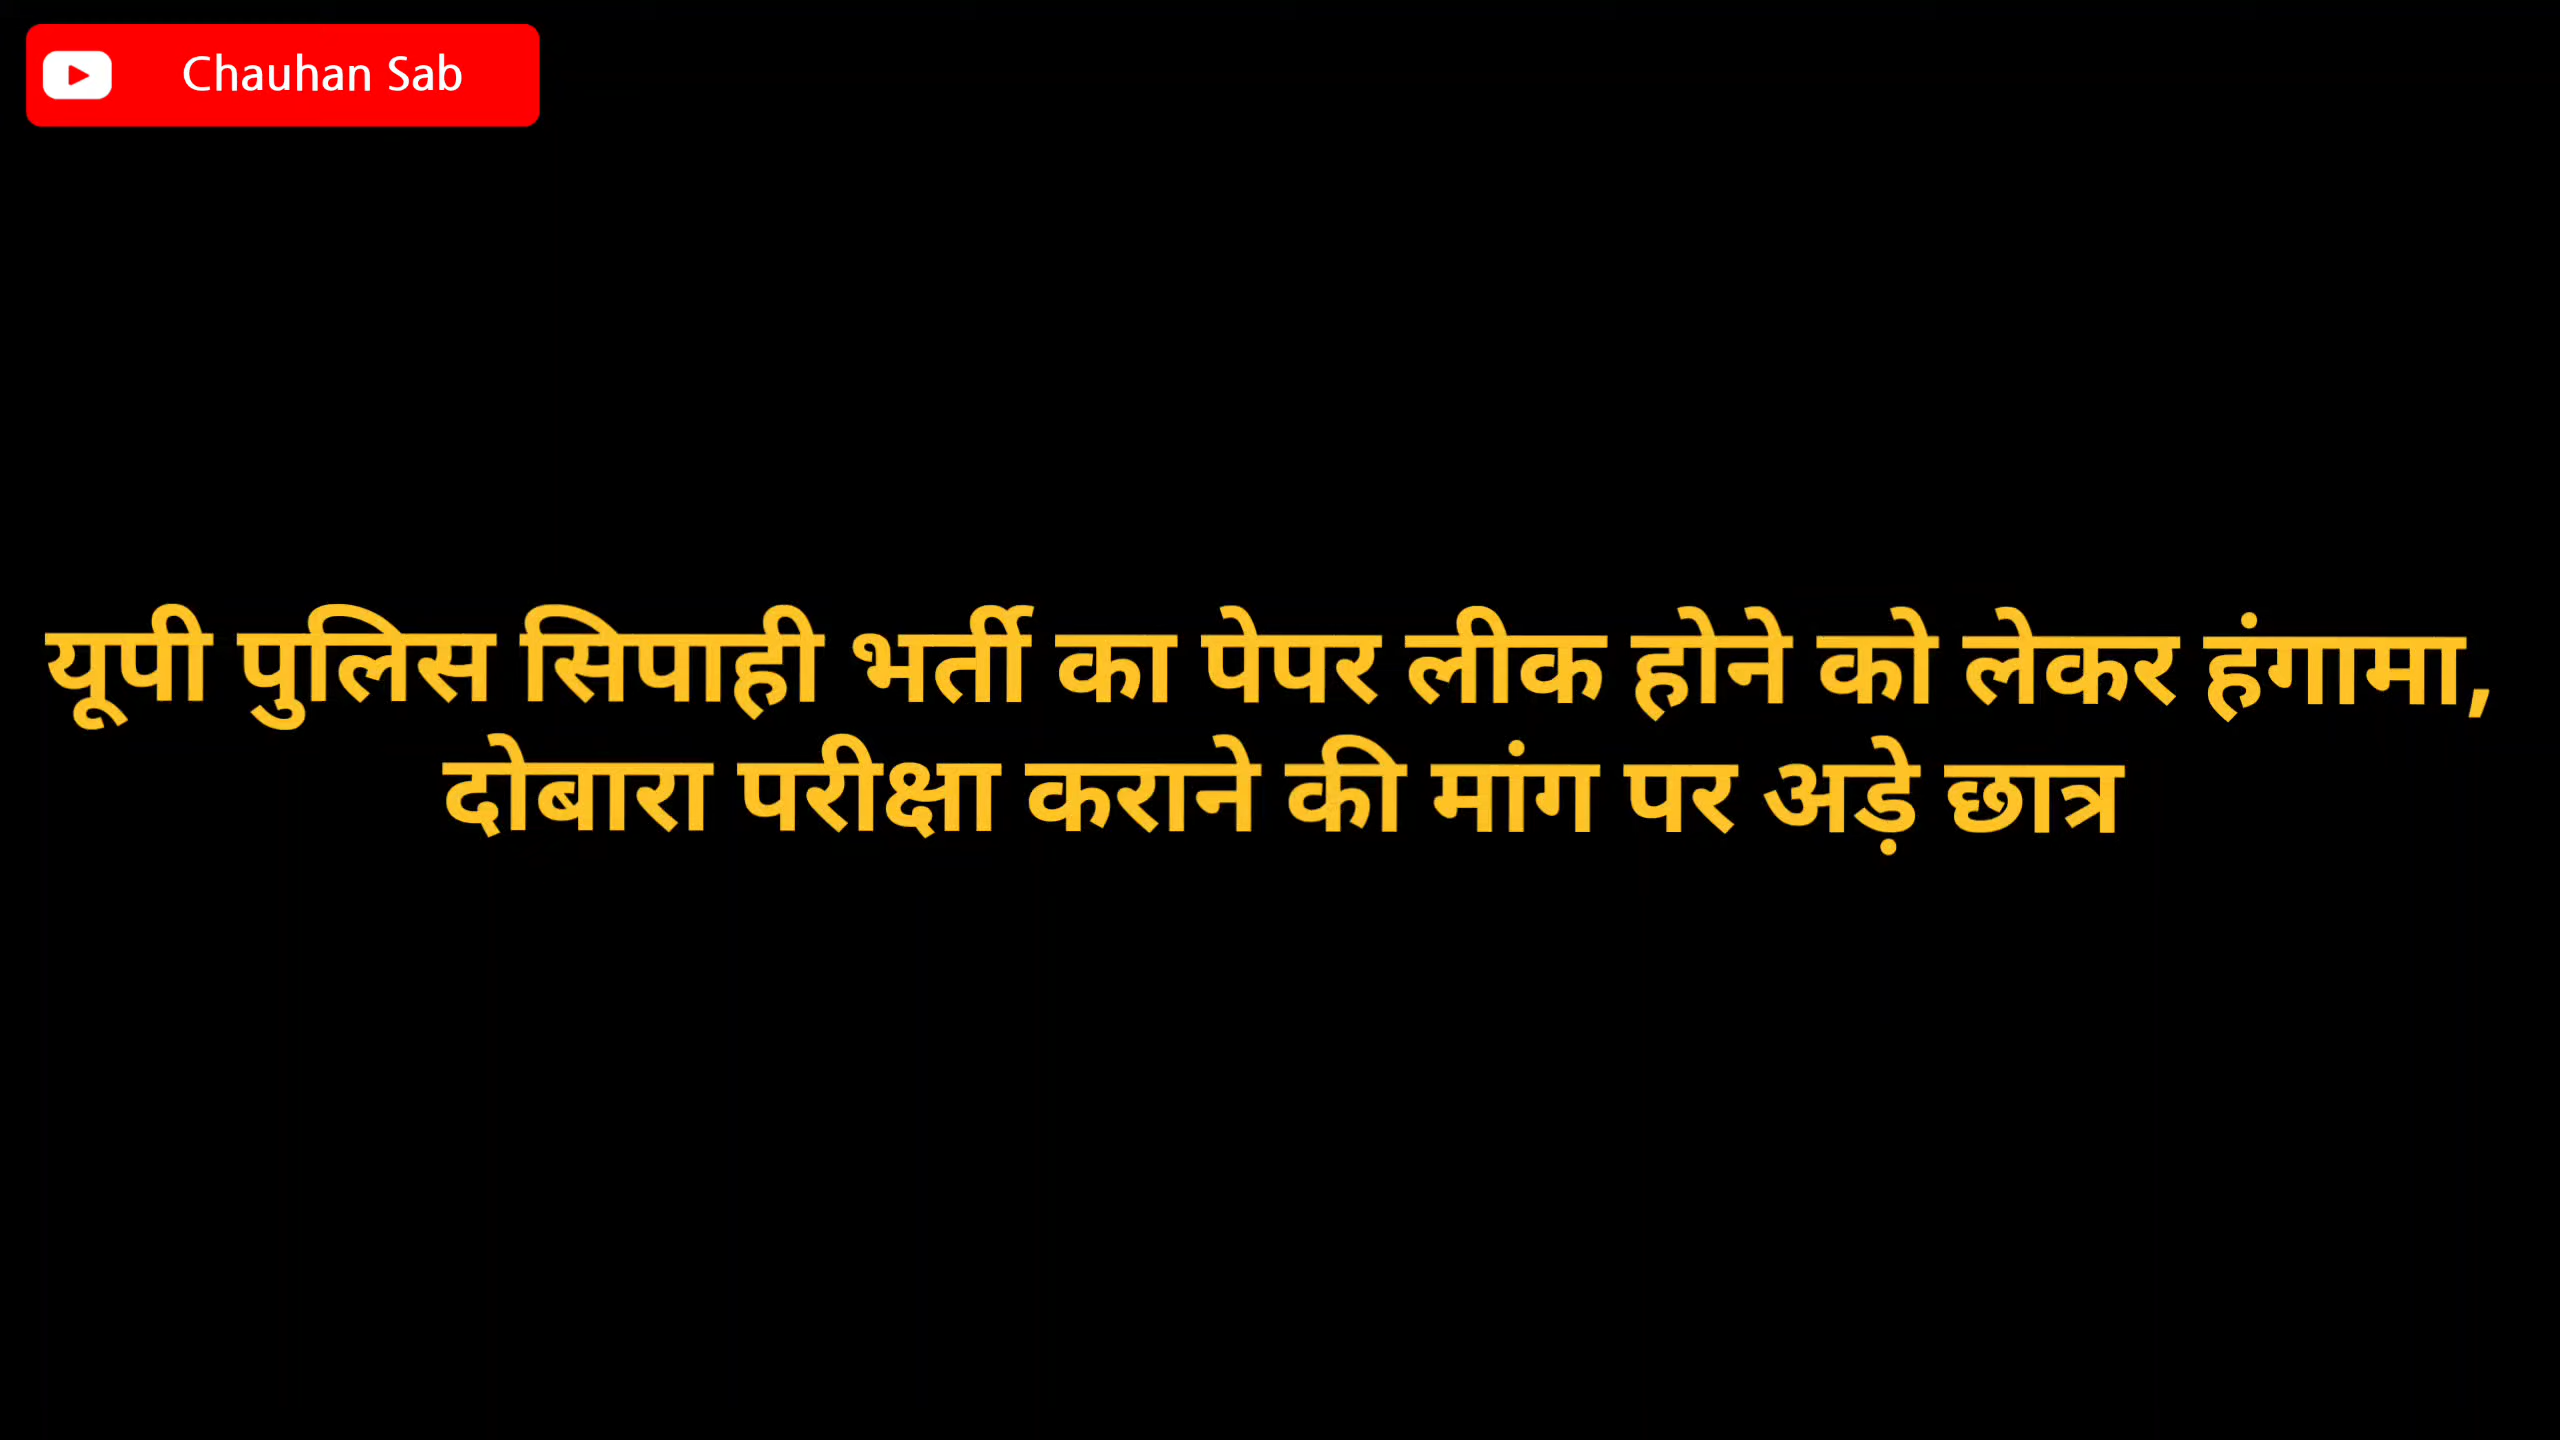 Chauhan Sab
यूपी पुलिस सिपाही भर्ती का पेपर लीक होने को लेकर हंगामा,
दोबारा परीक्षा कराने की मांग पर अड़े छात्र